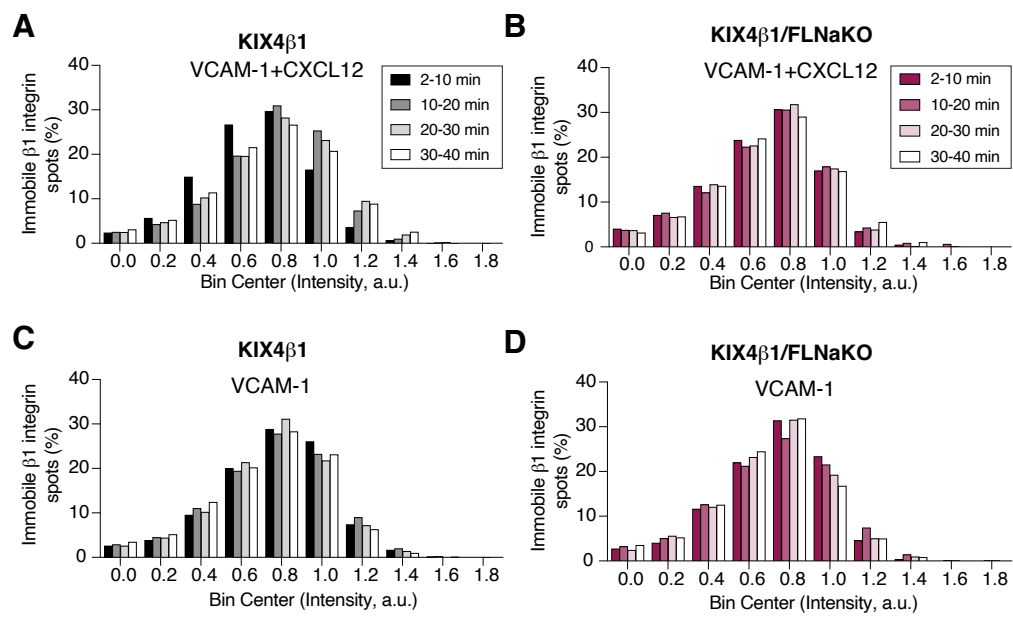 A
KIX4β1
VCAM-1+CXCL12
Immobile β1 integrin
spots (%)
40
30
20
10
0
2-10 min
10-20 min
20-30 min
30-40 min
0.0 0.2 0.4 0.6 0.8 1.0 1.2 1.4 1.6 1.8
Bin Center (Intensity, a.u.)
B
KIX4β1/FLNaKO
VCAM-1+CXCL12
Immobile β1 integrin
spots (%)
40
30
20
10
0
2-10 min
10-20 min
20-30 min
30-40 min
0.0 0.2 0.4 0.6 0.8 1.0 1.2 1.4 1.6 1.8
Bin Center (Intensity, a.u.)
C
KIX4β1
VCAM-1
Immobile β1 integrin
spots (%)
40
30
20
10
0
0.0 0.2 0.4 0.6 0.8 1.0 1.2 1.4 1.6 1.8
Bin Center (Intensity, a.u.)
D
KIX4β1/FLNaKO
VCAM-1
Immobile β1 integrin
spots (%)
40
30
20
10
0
0.0 0.2 0.4 0.6 0.8 1.0 1.2 1.4 1.6 1.8
Bin Center (Intensity, a.u.)